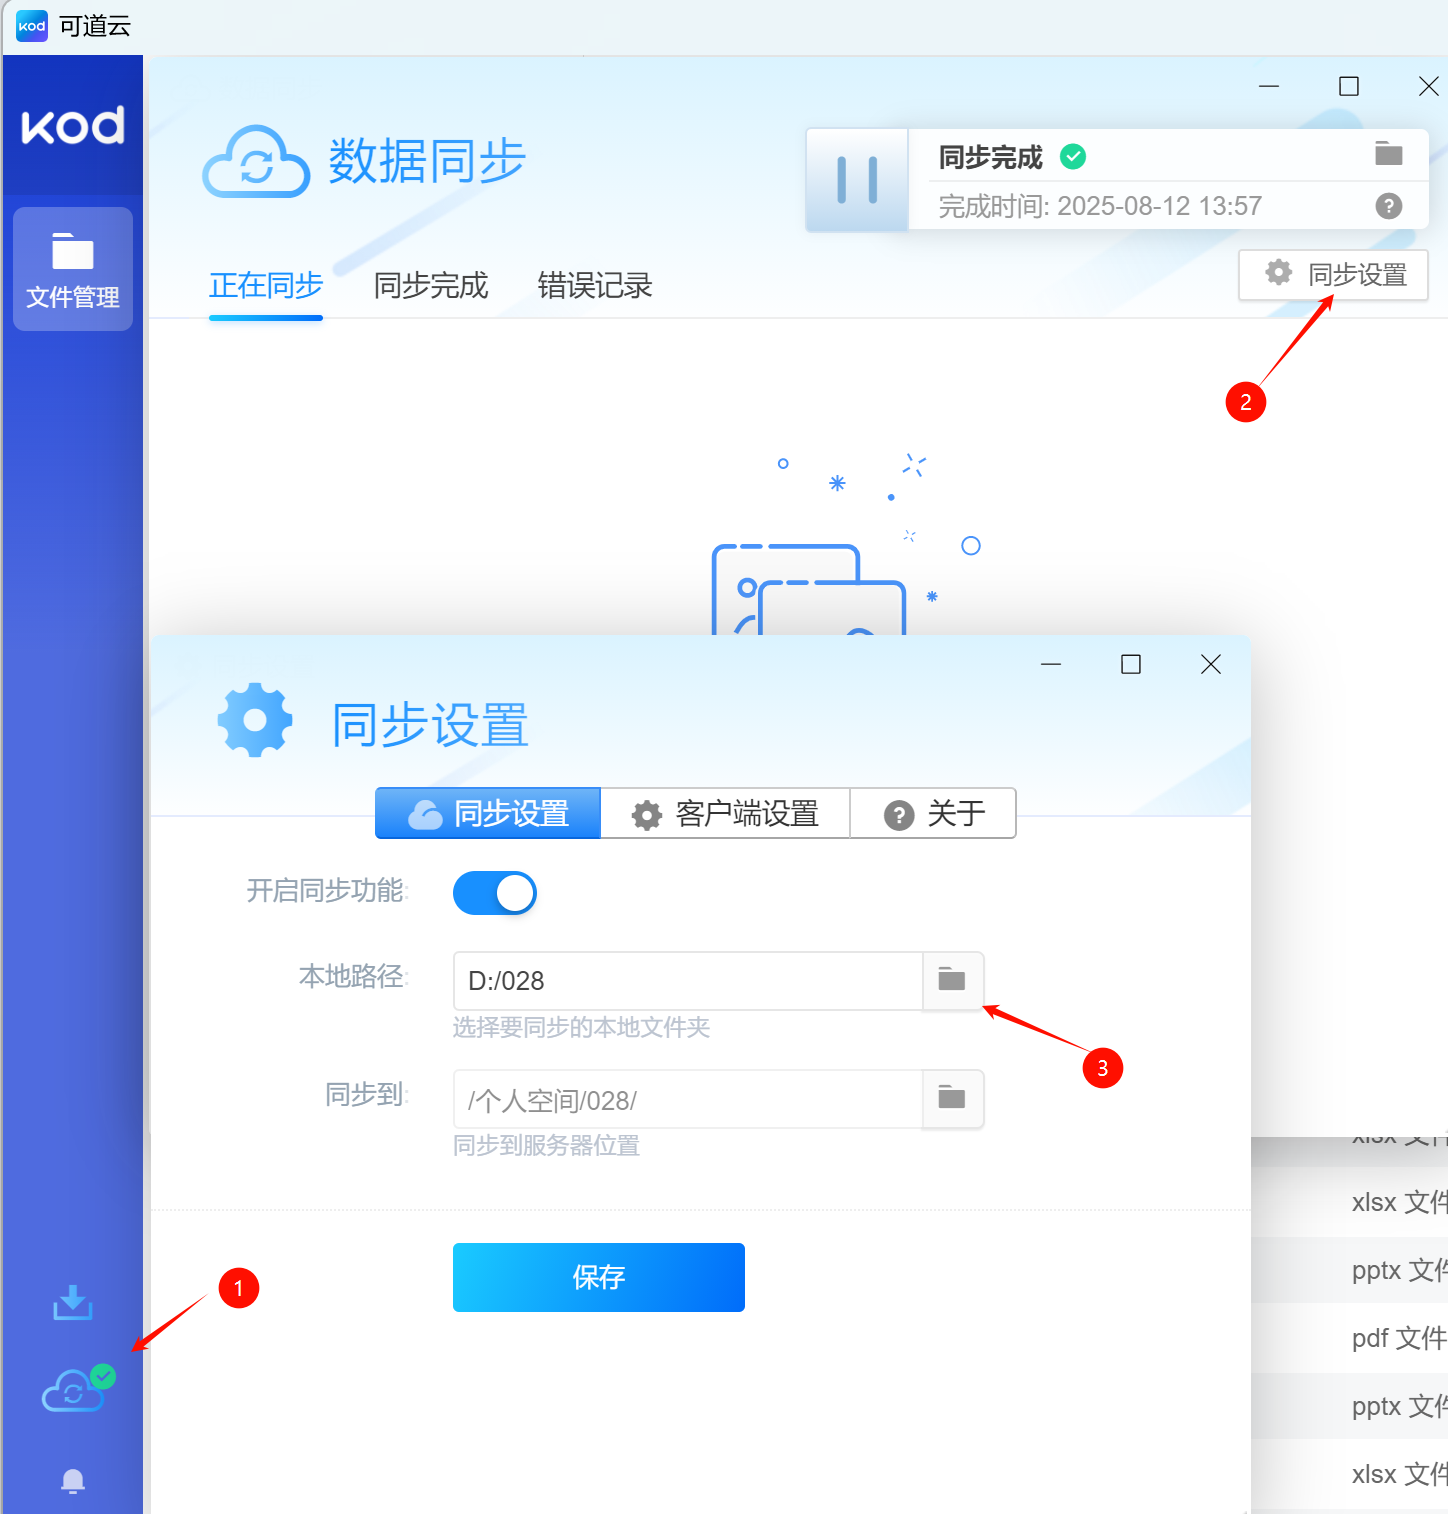 kod 可道云
kod
文件管理
数据同步
同步完成
完成时间: 2025-08-12 13:57
正在同步 同步完成 错误记录
同步设置
2
同步设置
同步设置 客户端设置 ? 关于
开启同步功能:
本地路径: D:/028
选择要同步的本地文件夹
3
同步到: /个人空间/028/
同步到服务器位置
保存
1
xlsx 文件
xlsx 文件
pptx 文件
pdf 文件
pptx 文件
xlsx 文件